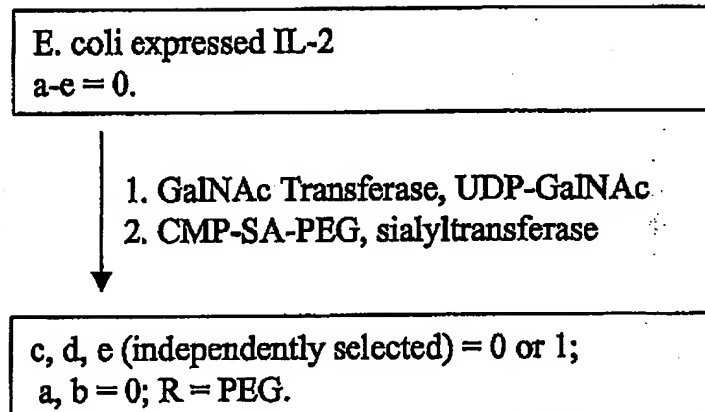 E. coli expressed IL-2
a-e = 0.
1. GalNAc Transferase, UDP-GalNAc
2. CMP-SA-PEG, sialyltransferase
c, d, e (independently selected) = 0 or 1;
a, b = 0; R = PEG.